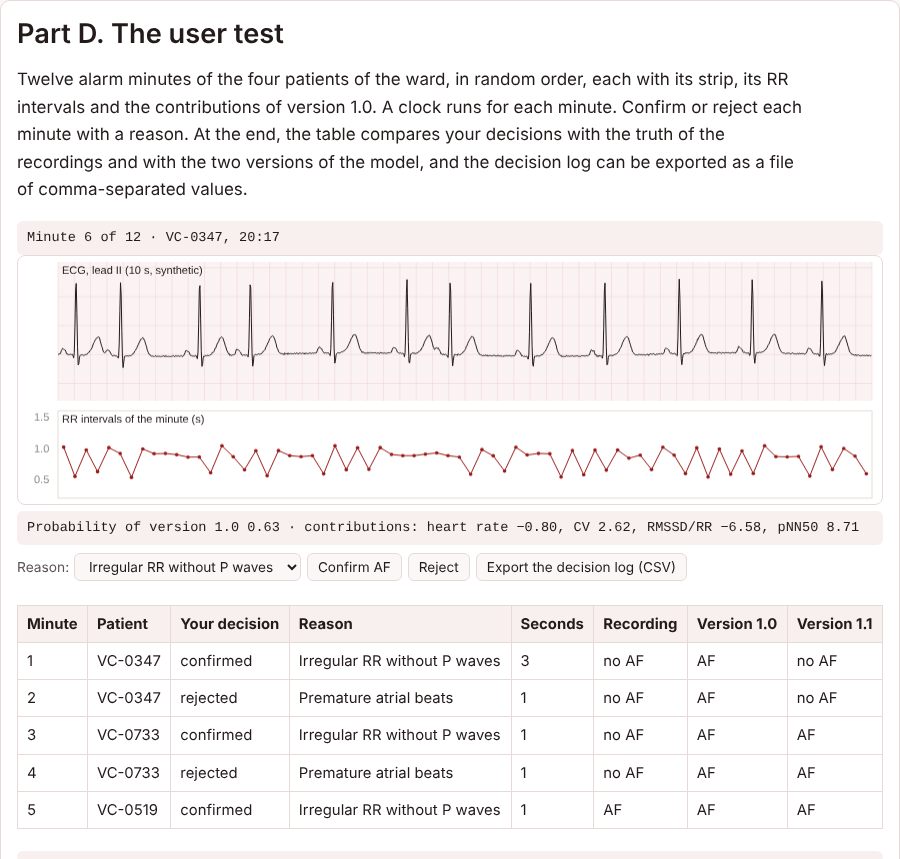 Part D. The user test
Twelve alarm minutes of the four patients of the ward, in random order, each with its strip, its RR
intervals and the contributions of version 1.0. A clock runs for each minute. Confirm or reject each
minute with a reason. At the end, the table compares your decisions with the truth of the
recordings and with the two versions of the model, and the decision log can be exported as a file
of comma-separated values.
Minute 6 of 12 · VC-0347, 20:17
ECG, lead II (10 s, synthetic)
1.5
RR intervals of the minute (s)
1.0
0.5
Probability of version 1.0 0.63 · contributions: heart rate −0.80, CV 2.62, RMSSD/RR −6.58, pNN50 8.71
Reason: Irregular RR without P waves Confirm AF Reject Export the decision log (CSV)
Minute Patient Your decision Reason Seconds Recording Version 1.0 Version 1.1
1 VC-0347 confirmed Irregular RR without P waves 3 no AF AF no AF
2 VC-0347 rejected Premature atrial beats 1 no AF AF no AF
3 VC-0733 confirmed Irregular RR without P waves 1 no AF AF AF
4 VC-0733 rejected Premature atrial beats 1 no AF AF AF
5 VC-0519 confirmed Irregular RR without P waves 1 AF AF AF